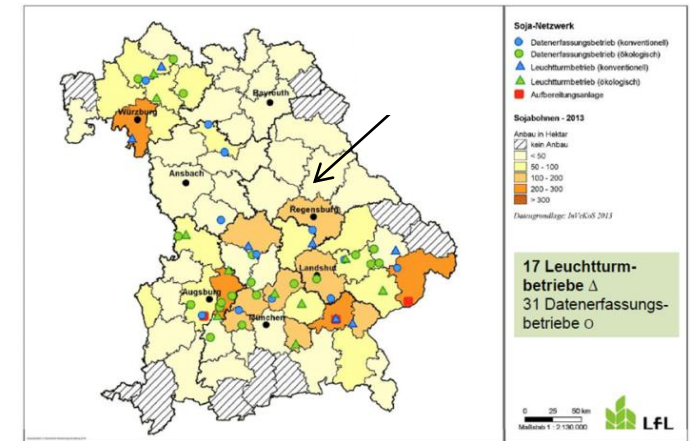 Bayreuth
Würzburg
Ansbach
Regensburg
Landshut
Augsburg
München
Soja-Netzwerk
Datenerfassungsbetrieb (konventionell)
Datenerfassungsbetrieb (ökologisch)
Leuchtturmbetrieb (konventionell)
Leuchtturmbetrieb (ökologisch)
Aufbereitungsanlage
Sojabohnen - 2013
Anbau in Hektar
kein Anbau
< 50
50 - 100
100 - 200
200 - 300
> 300
Datengrundlage: InVeKoS 2013
17 Leuchtturm-
betriebe Δ
31 Datenerfassungs-
betriebe O
0 25 50 km
Maßstab 1 : 2 130 000
LfL